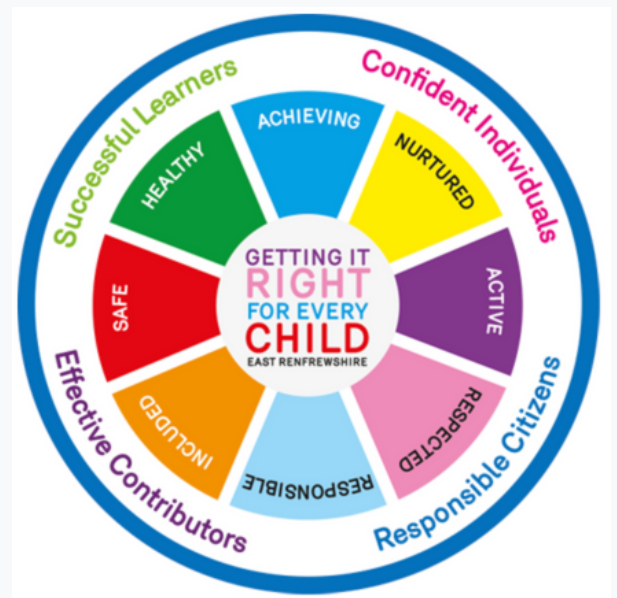 Successful Learners
Confident Individuals
ACHIEVING
NURTURED
ACTIVE
RESPECTED
RESPONSIBLE
INCLUDED
SAFE
HEALTHY
GETTING IT
RIGHT
FOR EVERY
CHILD
EAST RENFREWSHIRE
Effective Contributors
Responsible Citizens